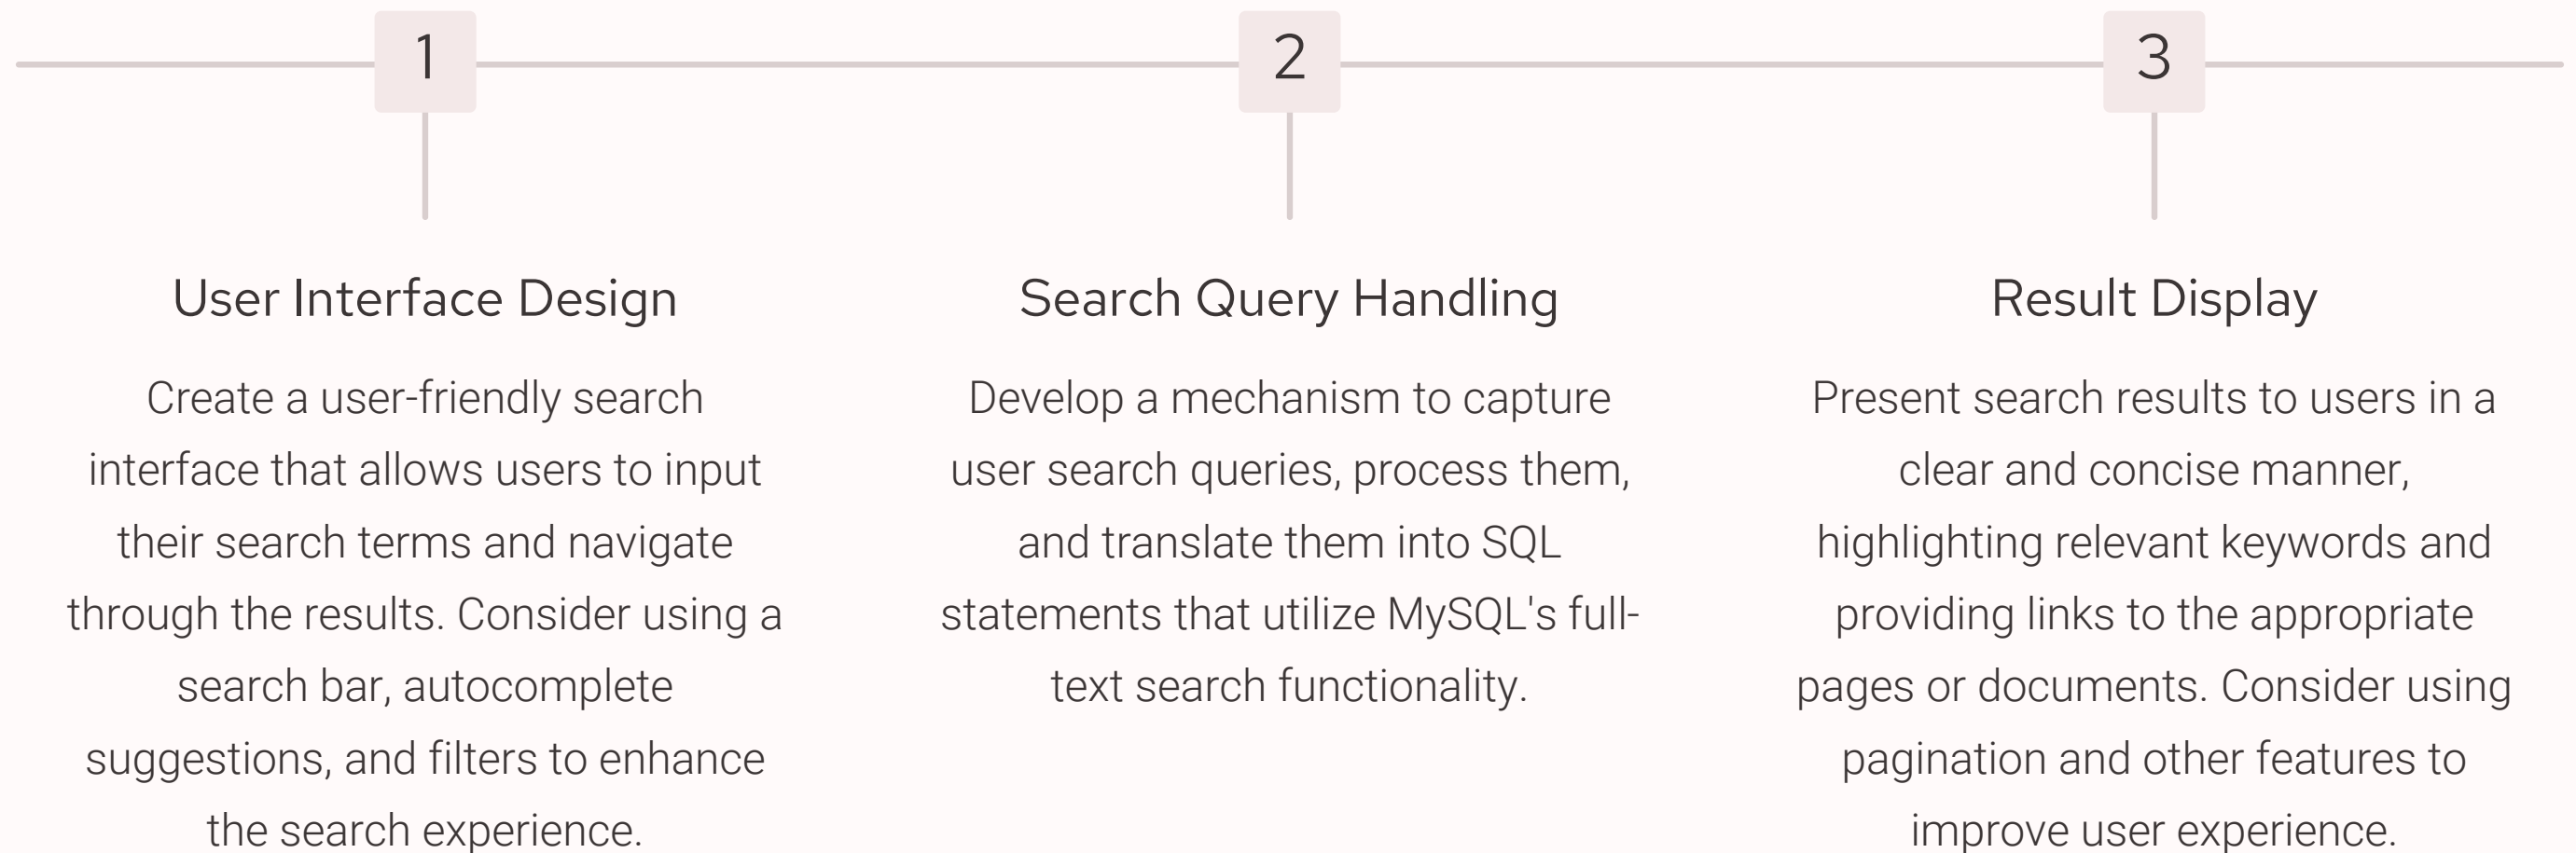 1
User Interface Design
Create a user-friendly search
interface that allows users to input
their search terms and navigate
through the results. Consider using a
search bar, autocomplete
suggestions, and filters to enhance
the search experience.
2
Search Query Handling
Develop a mechanism to capture
user search queries, process them,
and translate them into SQL
statements that utilize MySQL's full-
text search functionality.
3
Result Display
Present search results to users in a
clear and concise manner,
highlighting relevant keywords and
providing links to the appropriate
pages or documents. Consider using
pagination and other features to
improve user experience.